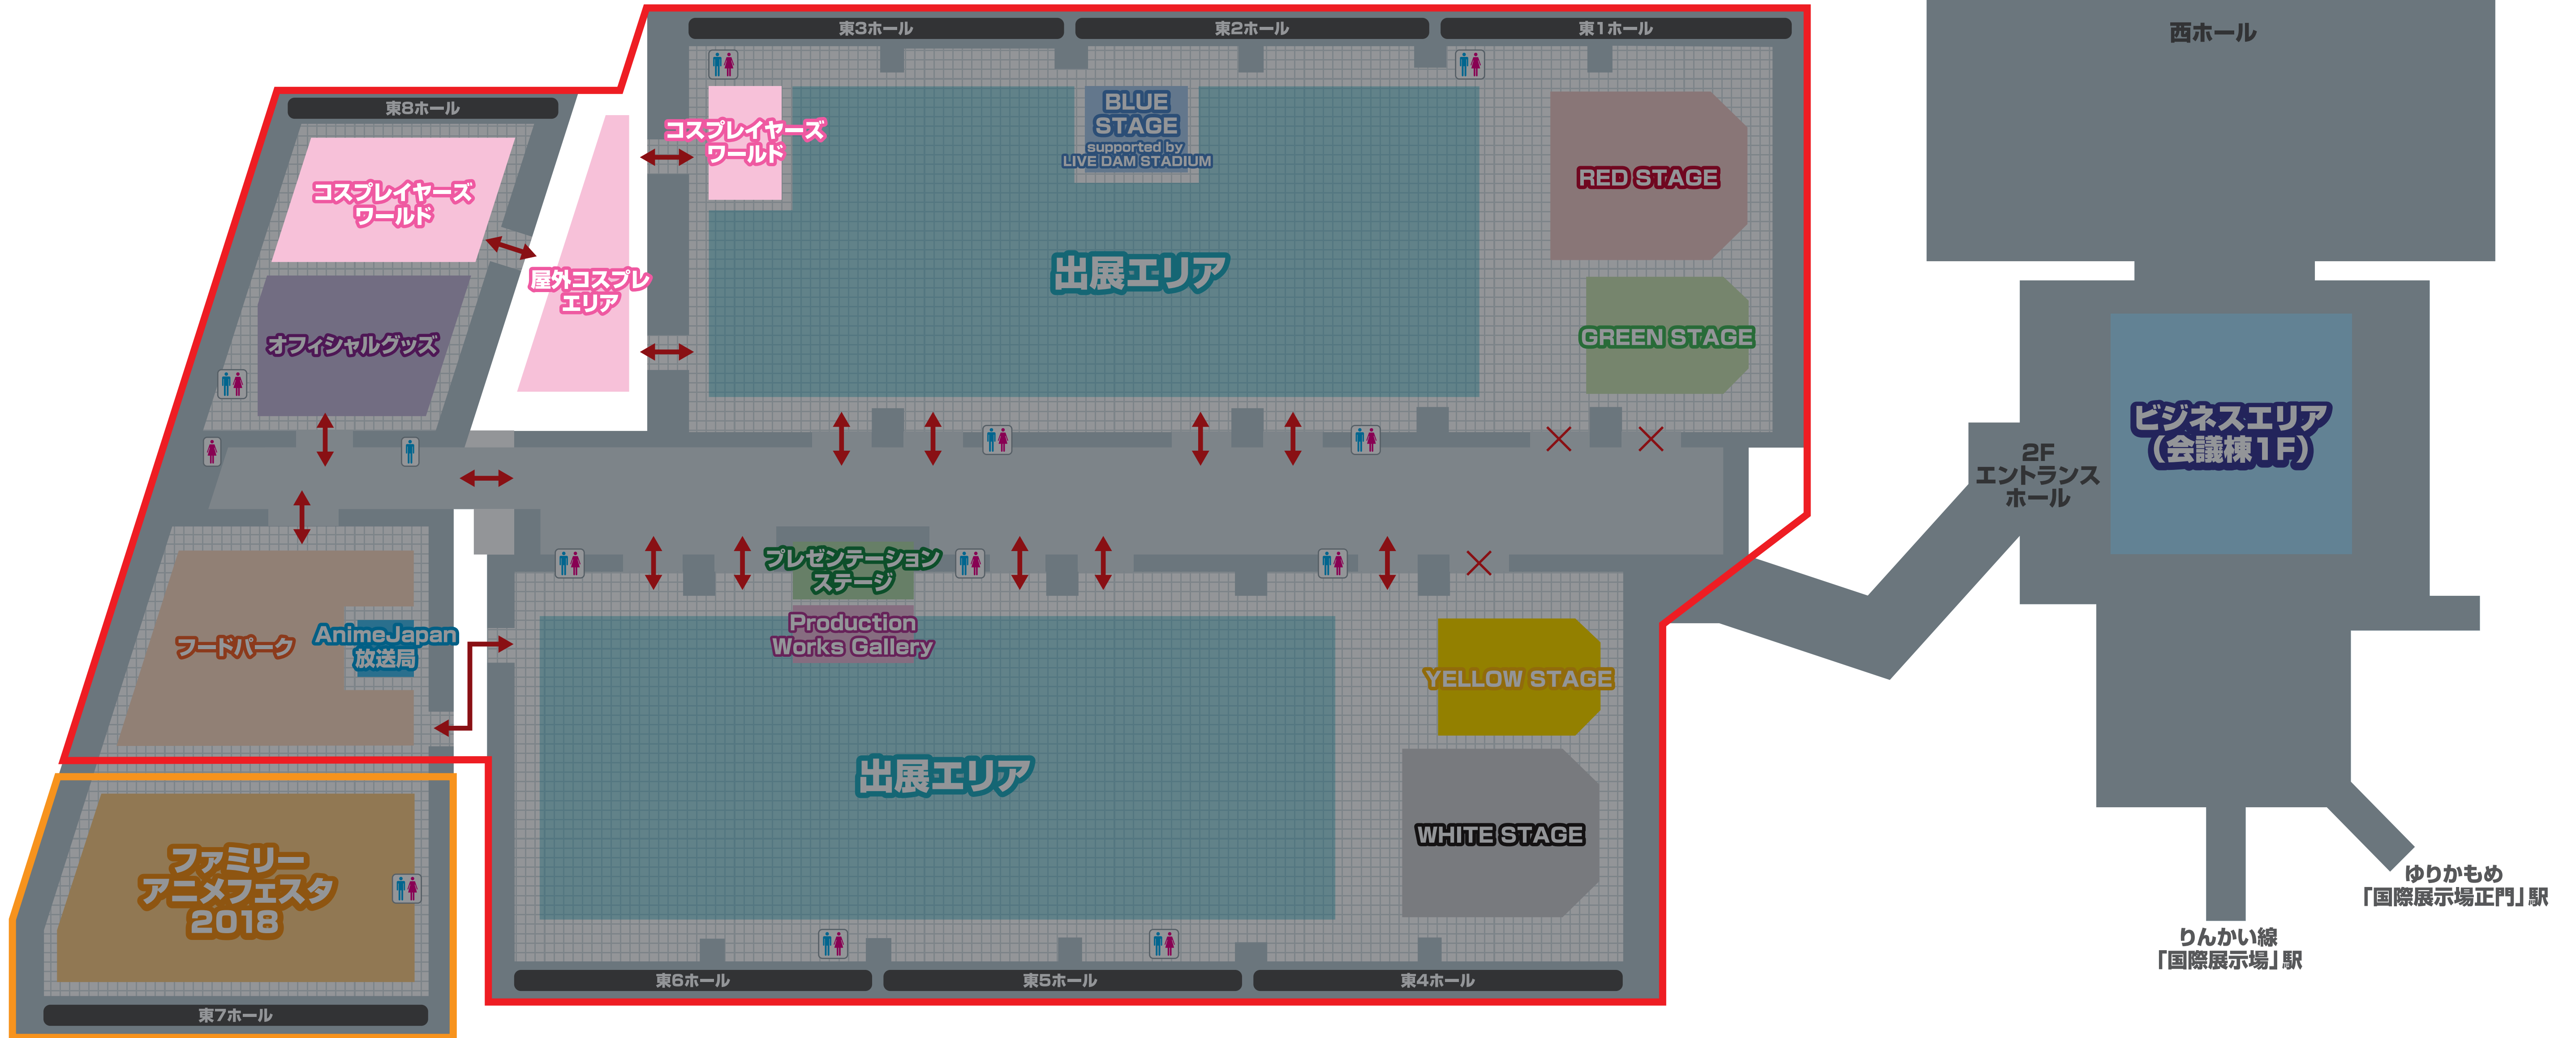 東3ホール
東2ホール
東1ホール
西ホール
東8ホール
コスプレイヤーズ
ワールド
BLUE
STAGE
supported by
LIVE DAM STADIUM
RED STAGE
コスプレイヤーズ
ワールド
屋外コスプレ
エリア
出展エリア
オフィシャルグッズ
GREEN STAGE
ビジネスエリア
(会議棟1F)
2F
エントランス
ホール
プレゼンテーション
ステージ
Production
Works Gallery
フードパーク
AnimeJapan
放送局
YELLOW STAGE
出展エリア
WHITE STAGE
ファミリー
アニメフェスタ
2018
東6ホール
東5ホール
東4ホール
東7ホール
ゆりかもめ
「国際展示場正門」駅
りんかい線
「国際展示場」駅